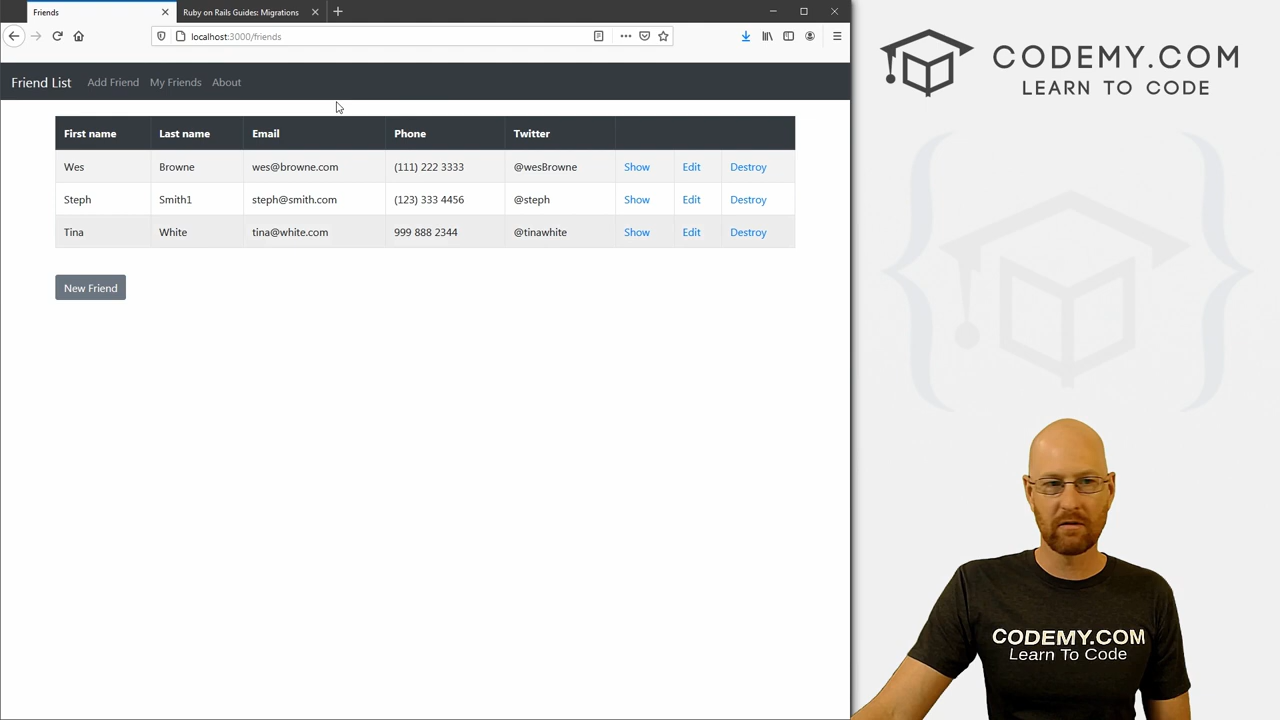 Friends
Ruby on Rails Guides: Migrations
localhost:3000/friends
Friend List Add Friend My Friends About
First name Last name Email Phone Twitter
Wes Browne wes@browne.com (111) 222 3333 @wesBrowne Show Edit Destroy
Steph Smith1 steph@smith.com (123) 333 4456 @steph Show Edit Destroy
Tina White tina@white.com 999 888 2344 @tinawhite Show Edit Destroy
New Friend
CODEMY.COM
LEARN TO CODE
CODEMY.COM
Learn To Code